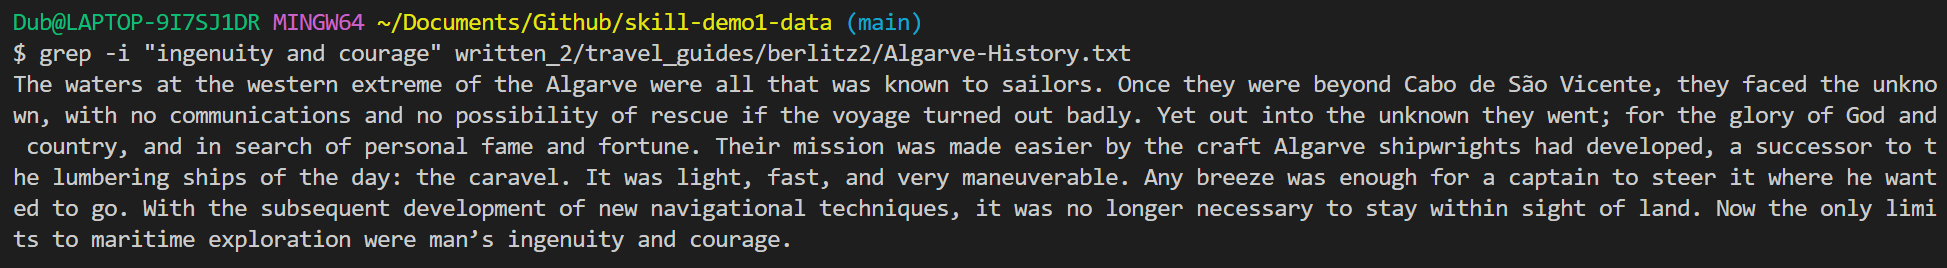 Dub@LAPTOP-9I7SJ1DR MINGW64 ~/Documents/Github/skill-demo1-data (main)
$ grep -i "ingenuity and courage" written_2/travel_guides/berlitz2/Algarve-History.txt
The waters at the western extreme of the Algarve were all that was known to sailors. Once they were beyond Cabo de São Vicente, they faced the unkno
wn, with no communications and no possibility of rescue if the voyage turned out badly. Yet out into the unknown they went; for the glory of God and
 country, and in search of personal fame and fortune. Their mission was made easier by the craft Algarve shipwrights had developed, a successor to t
he lumbering ships of the day: the caravel. It was light, fast, and very maneuverable. Any breeze was enough for a captain to steer it where he want
ed to go. With the subsequent development of new navigational techniques, it was no longer necessary to stay within sight of land. Now the only limi
ts to maritime exploration were man’s ingenuity and courage.